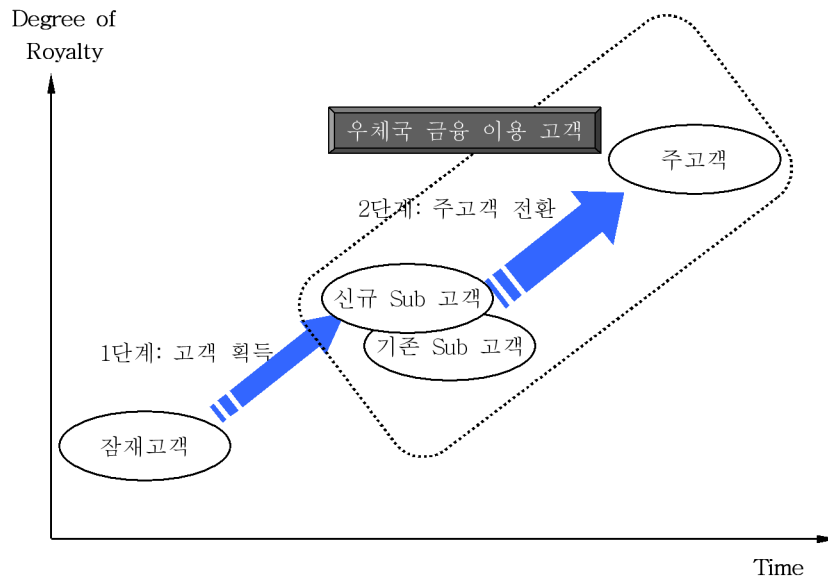 Degree of
Royalty
우체국 금융 이용 고객
주고객
2단계: 주고객 전환
신규 Sub 고객
기존 Sub 고객
1단계: 고객 획득
잠재고객
Time